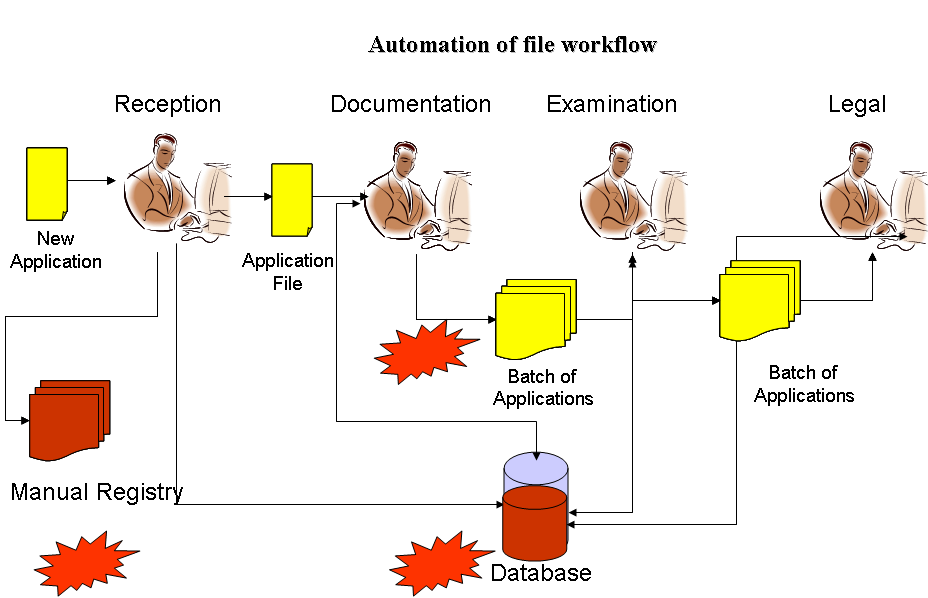 Automation of file workflow
Reception
Documentation
Examination
Legal
New
Application
Application
File
Batch of
Applications
Batch of
Applications
Manual Registry
Database